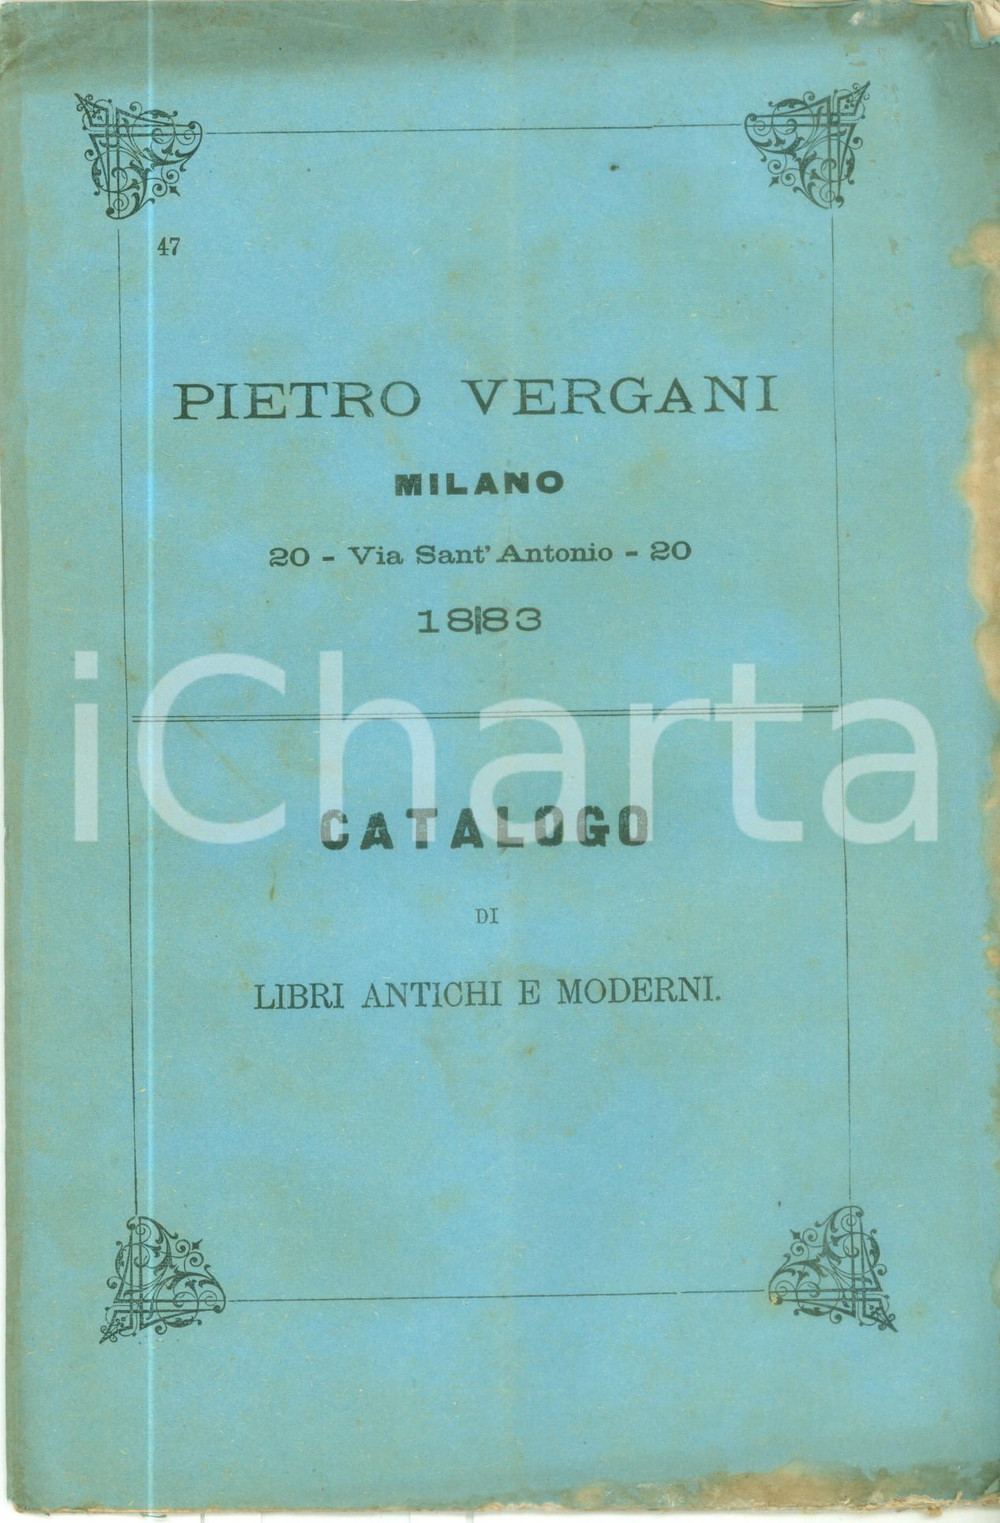 47
PIETRO VERGANI
MILANO
20 - Via Sant' Antonio - 20
1883
iCharta
CATALOGO
DI
LIBRI ANTICHI E MODERNI.